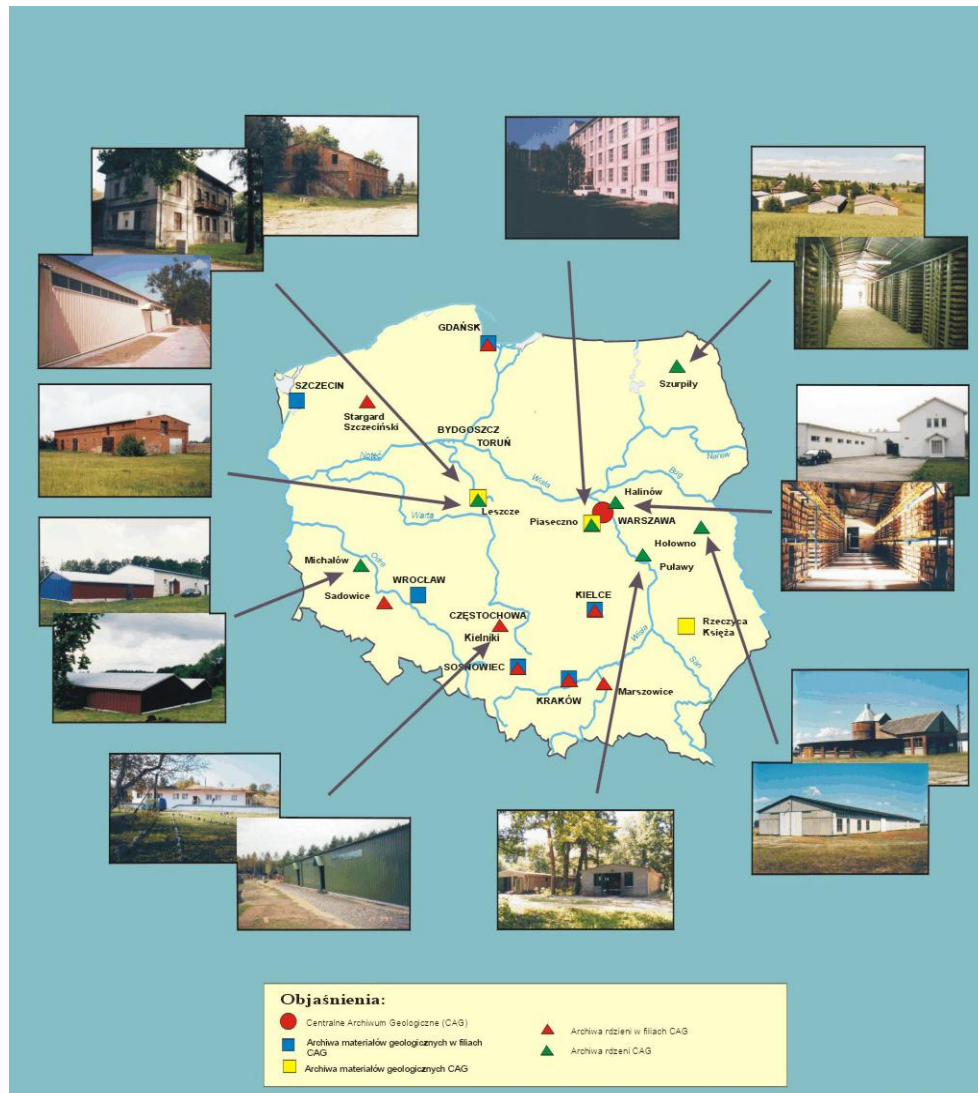 GDAŃSK
SZCZECIN
Szurpiły
Stargard
Szczeciński
BYDGOSZCZ
TORUŃ
Noteć
Wisła
Narew
Bug
Halinów
Leszcze
Piaseczno
WARSZAWA
Warta
Hołowno
Michałów
Odra
Puławy
WROCŁAW
Sadowice
KIELCE
CZĘSTOCHOWA
Rzeczyca
Księża
Kielniki
Wisła
San
SOSNOWIEC
KRAKÓW
Marszowice
Objaśnienia:
Centralne Archiwum Geologiczne (CAG)
Archiwa materiałów geologicznych w filiach
CAG
Archiwa materiałów geologicznych CAG
Archiwa rdzieni w filiach CAG
Archiwa rdzeni CAG